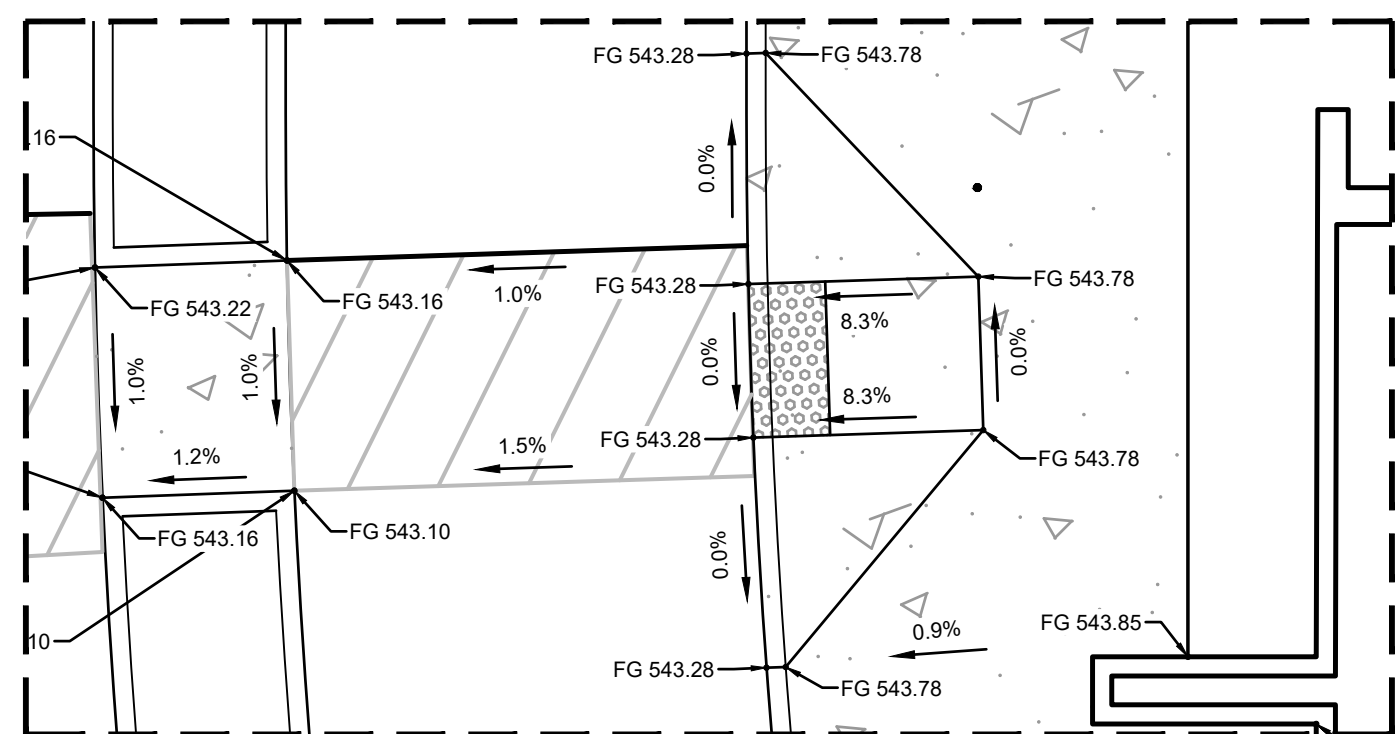 FG 543.28
FG 543.78
16
0.0%
FG 543.22
FG 543.16
1.0%
FG 543.28
FG 543.78
8.3%
1.0%
1.0%
0.0%
0.0%
8.3%
1.2%
1.5%
FG 543.28
FG 543.78
FG 543.16
FG 543.10
0.0%
10
0.9%
FG 543.85
FG 543.28
FG 543.78